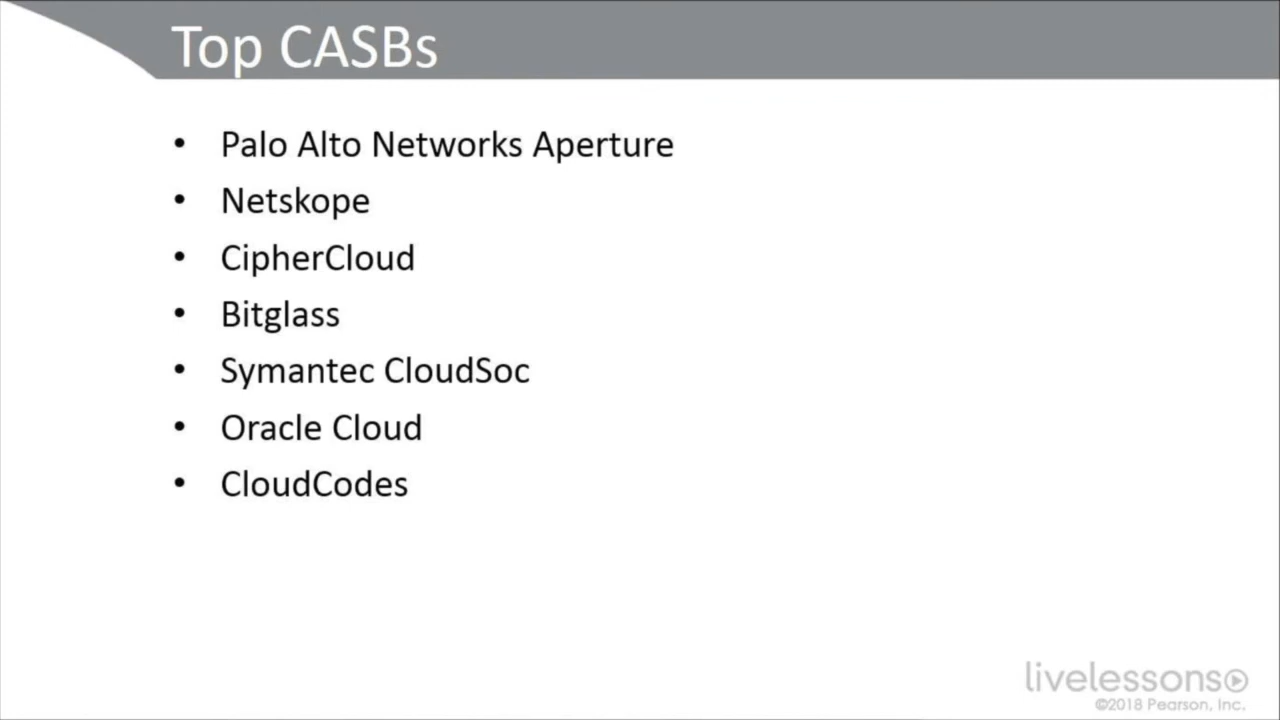 Top CASBs
• Palo Alto Networks Aperture
• Netskope
• CipherCloud
• Bitglass
• Symantec CloudSoc
• Oracle Cloud
• CloudCodes
livelessons
©2018 Pearson, Inc.